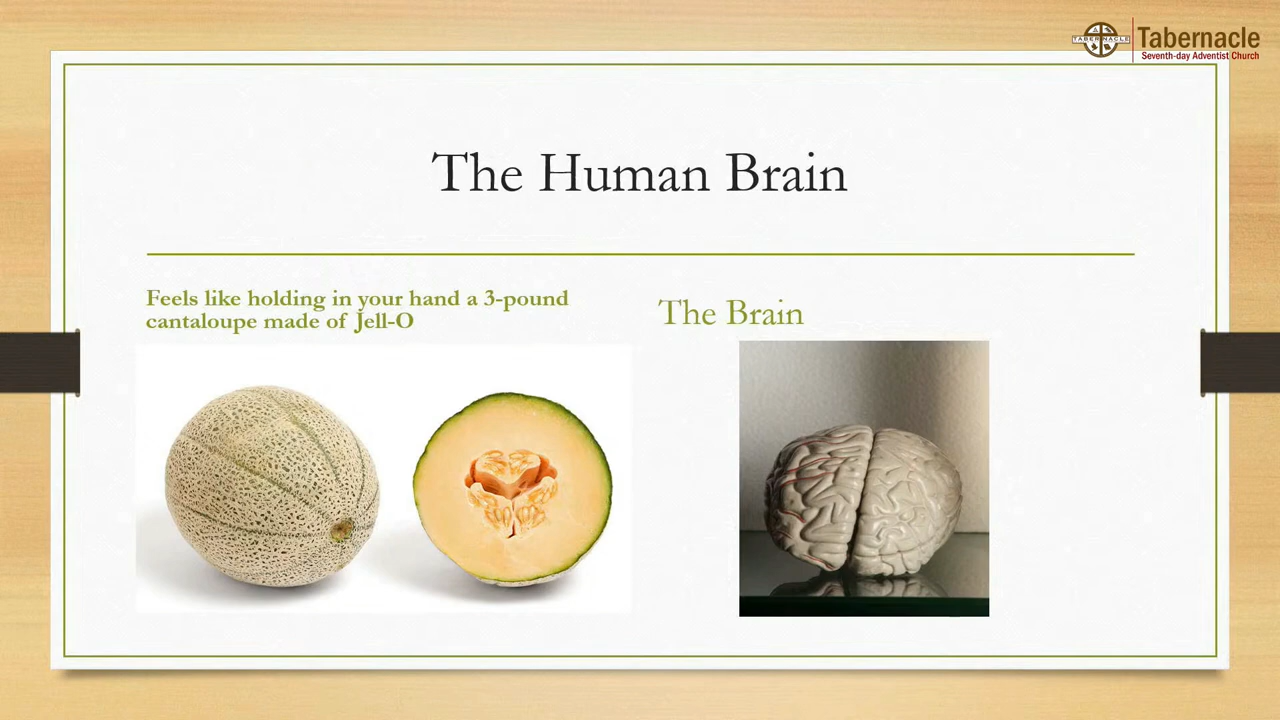 TABERNACLE
Tabernacle
Seventh-day Adventist Church
The Human Brain
Feels like holding in your hand a 3-pound
cantaloupe made of Jell-O
The Brain